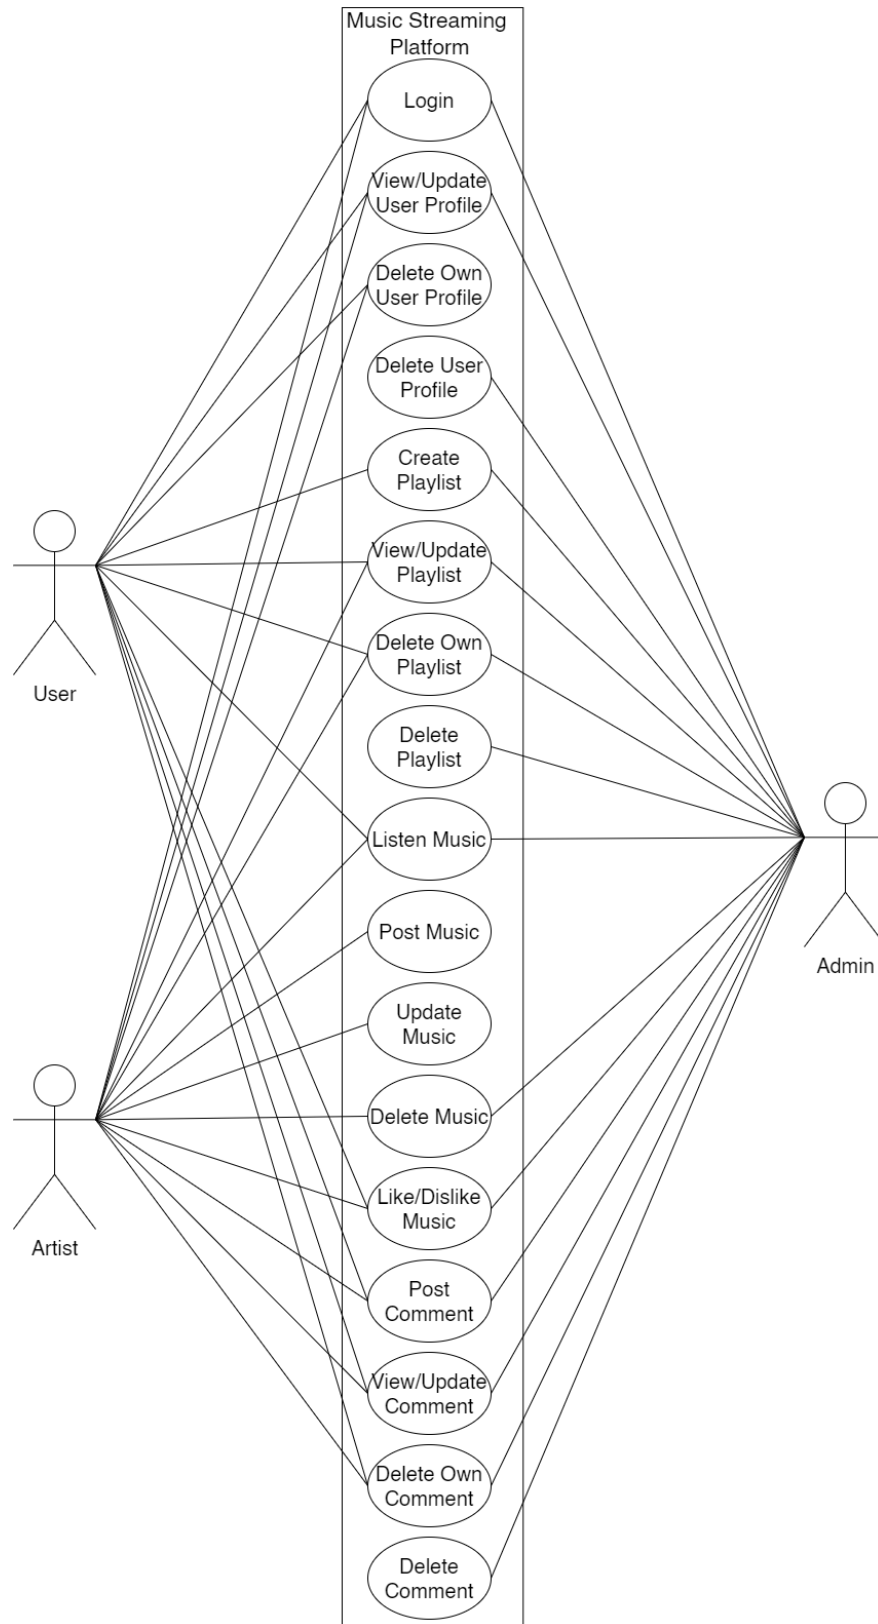 Music Streaming
Platform
Login
View/Update
User Profile
Delete Own
User Profile
Delete User
Profile
Create
Playlist
View/Update
Playlist
Delete Own
Playlist
User
Delete
Playlist
Listen Music
Post Music
Admin
Update
Music
Delete Music
Like/Dislike
Music
Artist
Post
Comment
View/Update
Comment
Delete Own
Comment
Delete
Comment